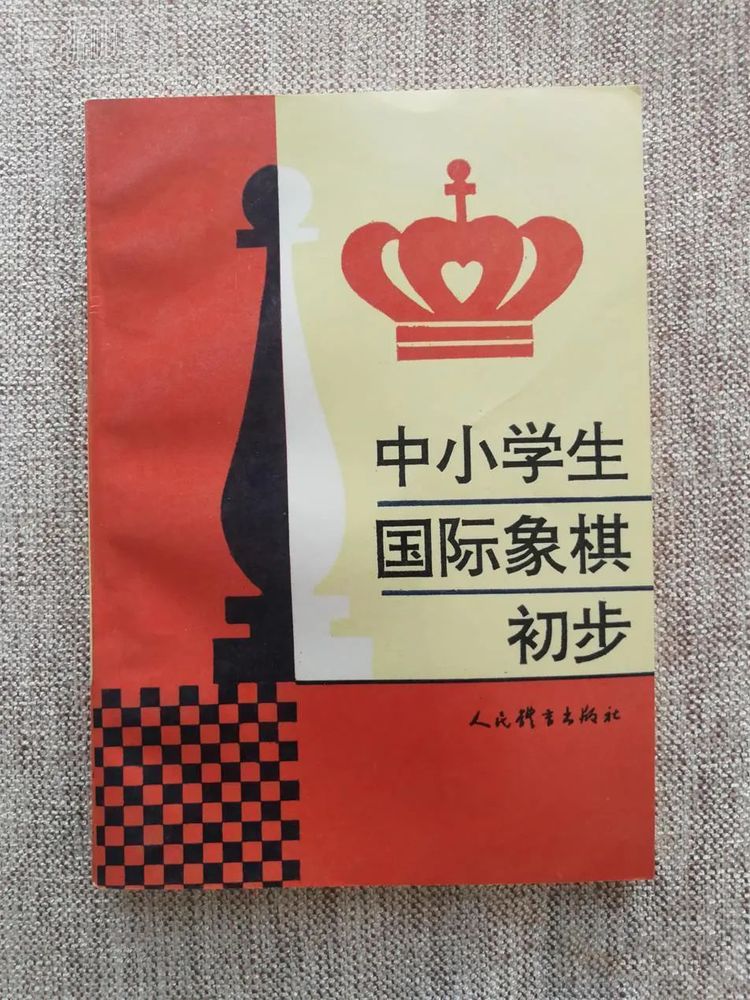 中小学生
国际象棋
初步
人民体育出版社